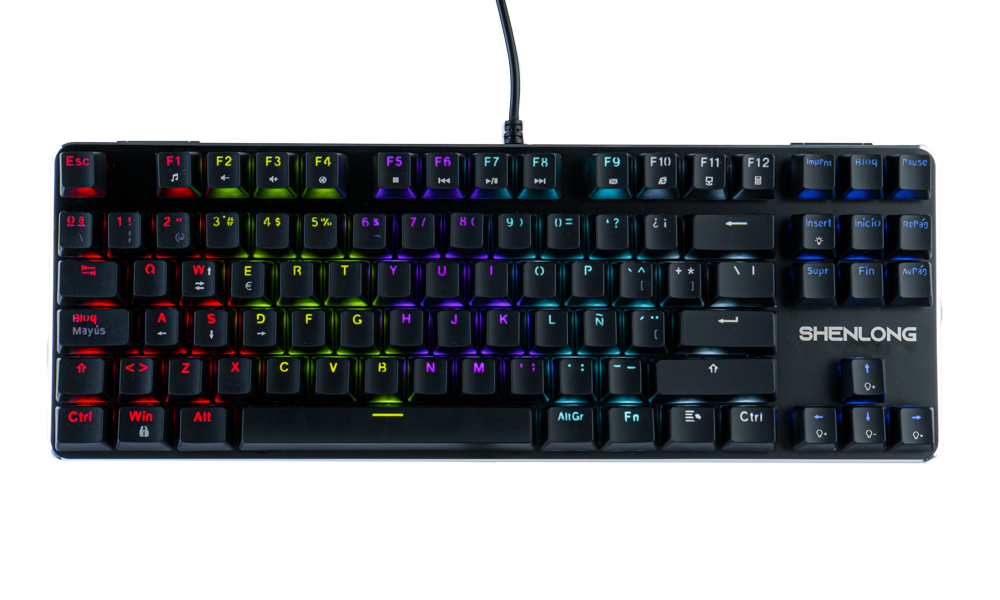 Esc F1 F2 F3 F4 F5 F6 F7 F8 F9 F10 F11 F12 ImpPnt Bloq Pause
ºª\ 1!¦ 2"@ 3·# 4$ 5% 6&¬ 7/ 8( 9) 0= '? ¿¡ Insert Inicio RePág
Q W E€ R T Y U I O P `^[ +*] \| Supr Fin AvPág
Bloq Mayús A S D F G H J K L Ñ ´¨[
SHENLONG
<> Z X C V B N M ,; .: -_
Ctrl Win Alt AltGr Fn Ctrl